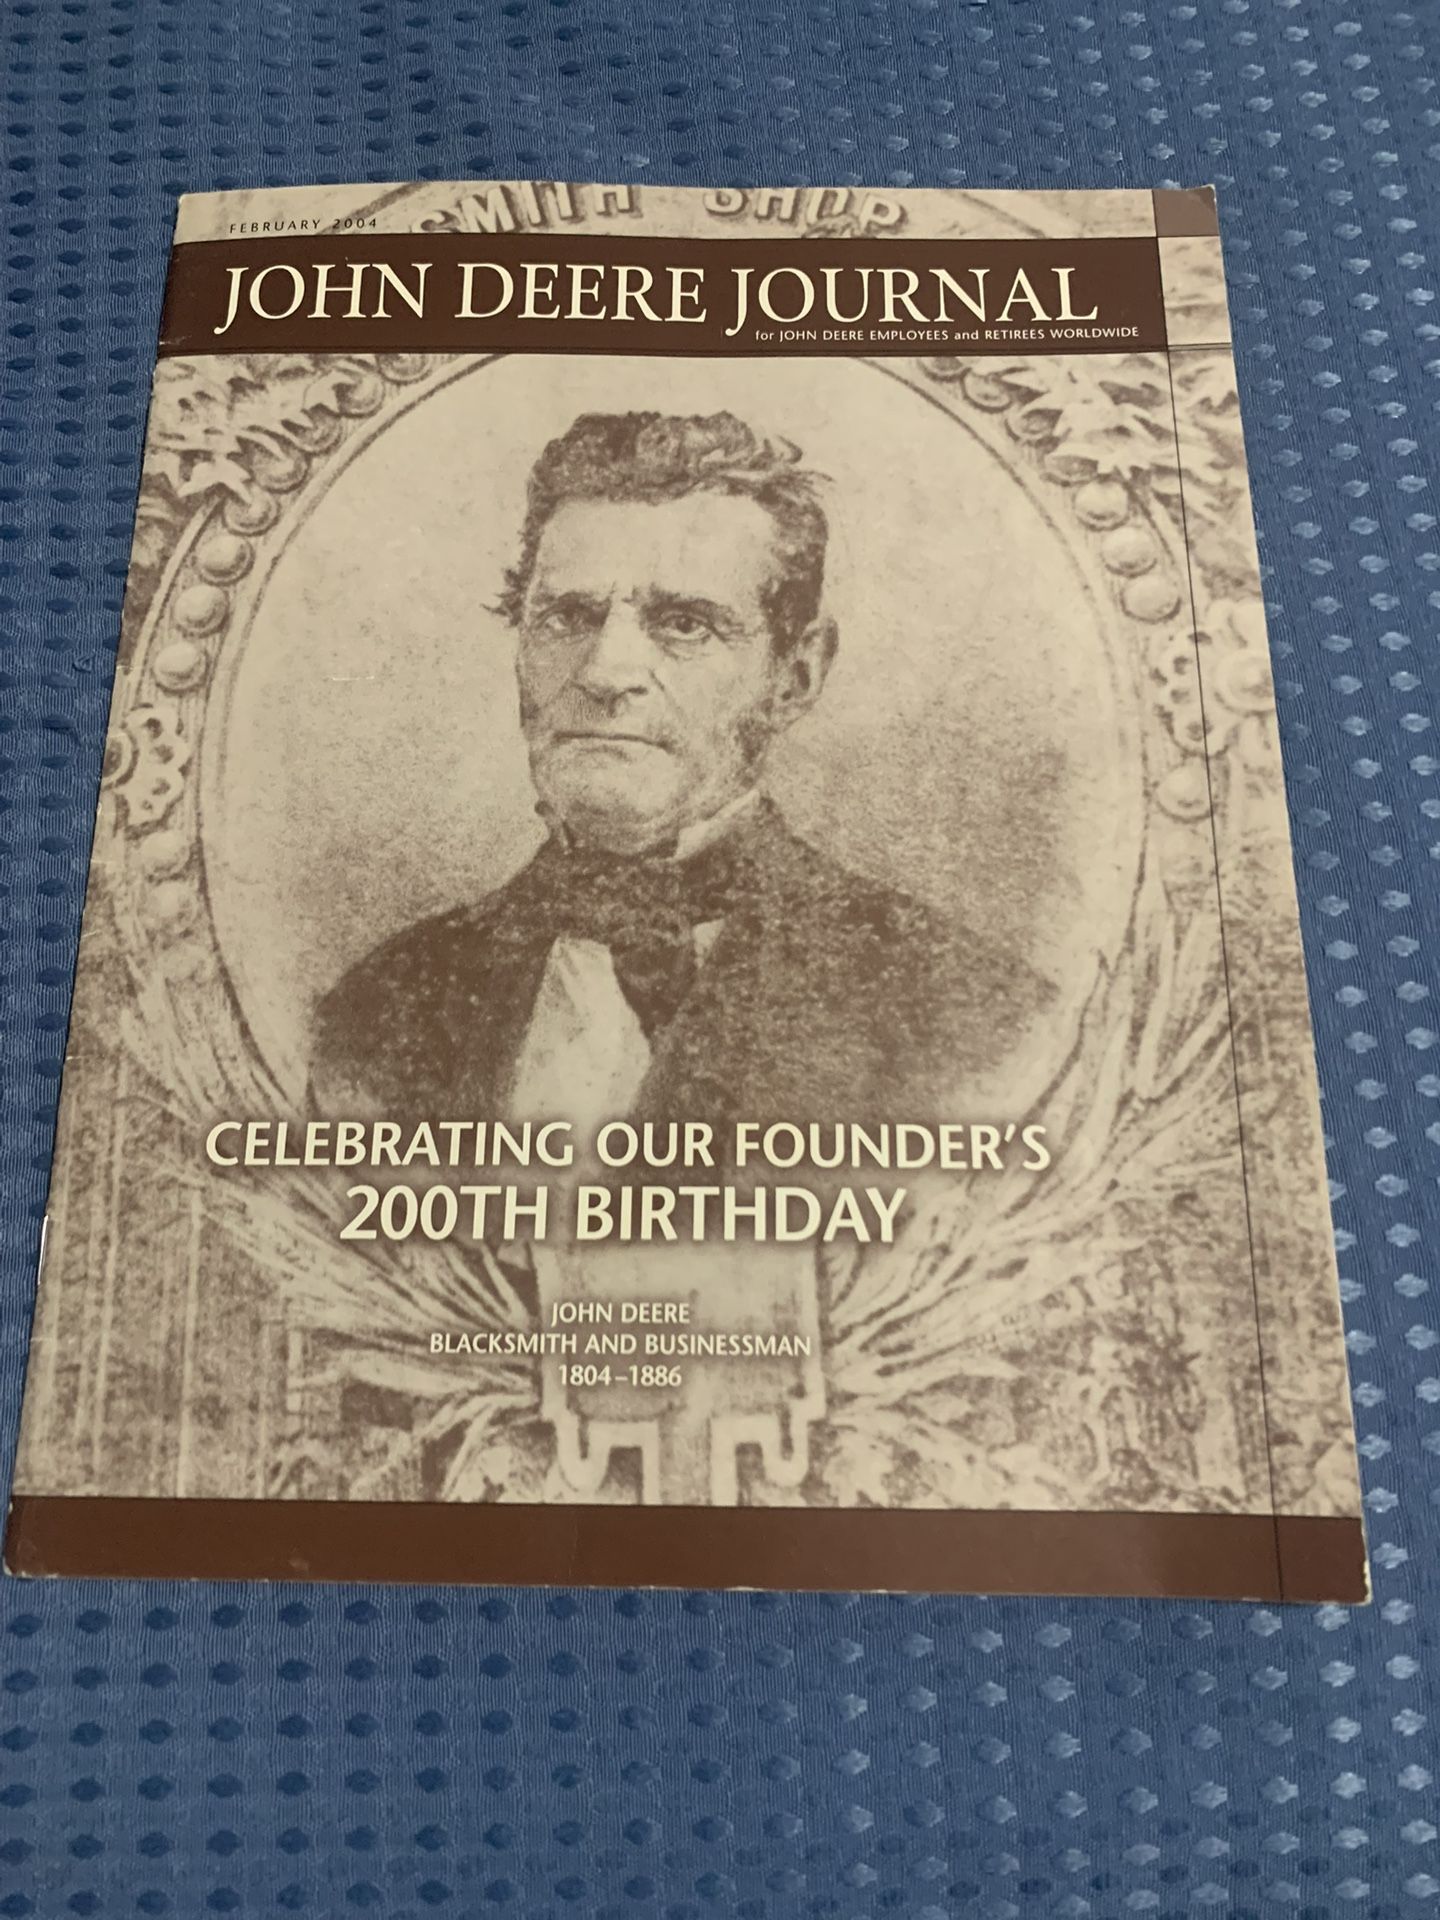 SMITH SHOP
FEBRUARY 2004
JOHN DEERE JOURNAL
for JOHN DEERE EMPLOYEES and RETIREES WORLDWIDE
CELEBRATING OUR FOUNDER'S
200TH BIRTHDAY
JOHN DEERE
BLACKSMITH AND BUSINESSMAN
1804–1886